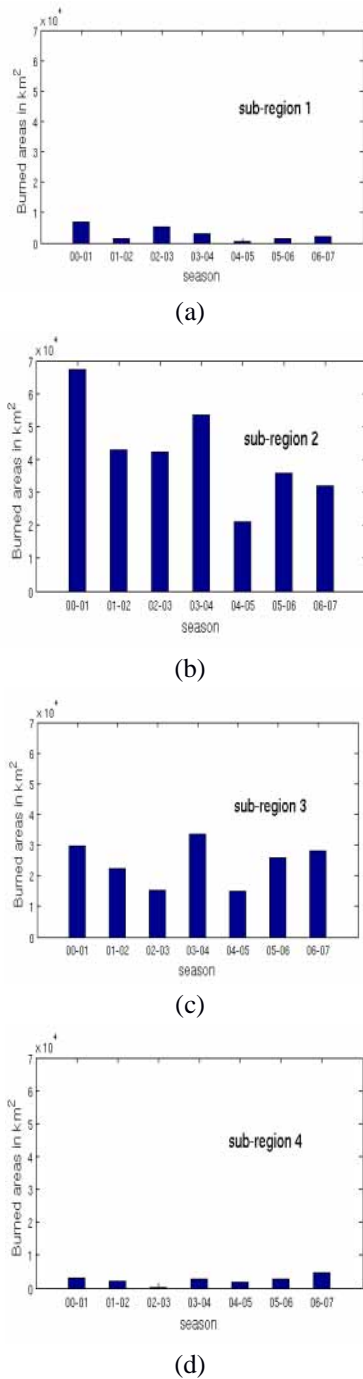 ×10⁴
7
6
5
4
3
2
1
0
Burned areas in km²
sub-region 1
00-01 01-02 02-03 03-04 04-05 05-06 06-07
season
(a)
×10⁴
7
6
5
4
3
2
1
0
Burned areas in km²
sub-region 2
00-01 01-02 02-03 03-04 04-05 05-06 06-07
season
(b)
×10⁴
7
6
5
4
3
2
1
0
Burned areas in km²
sub-region 3
00-01 01-02 02-03 03-04 04-05 05-06 06-07
season
(c)
×10⁴
7
6
5
4
3
2
1
0
Burned areas in km²
sub-region 4
00-01 01-02 02-03 03-04 04-05 05-06 06-07
season
(d)